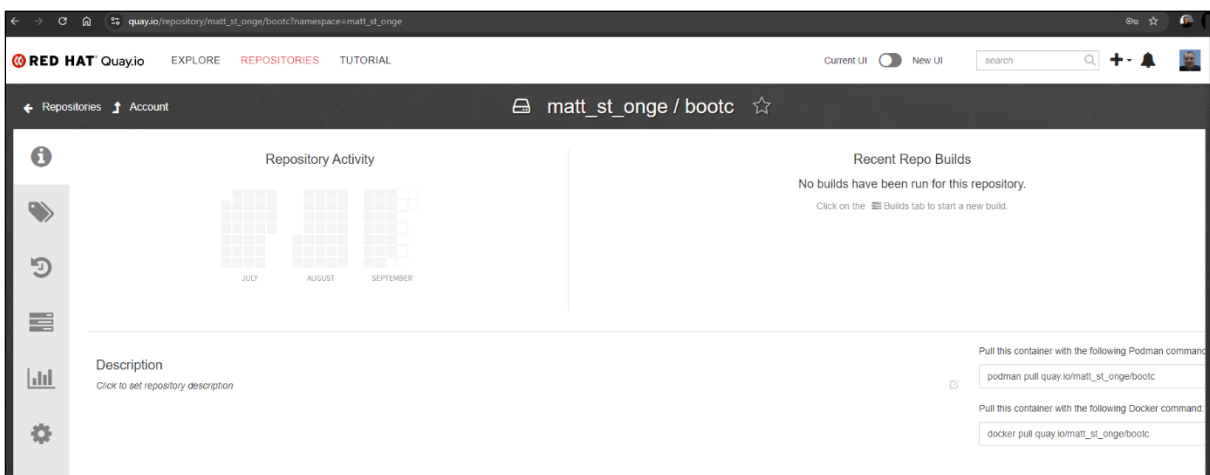 quay.io/repository/matt_st_onge/bootc?namespace=matt_st_onge
RED HAT Quay.io EXPLORE REPOSITORIES TUTORIAL Current UI New UI search
Repositories Account matt_st_onge / bootc
Repository Activity
JULY AUGUST SEPTEMBER
Recent Repo Builds
No builds have been run for this repository.
Click on the Builds tab to start a new build.
Description
Click to set repository description
Pull this container with the following Podman command
podman pull quay.io/matt_st_onge/bootc
Pull this container with the following Docker command:
docker pull quay.io/matt_st_onge/bootc